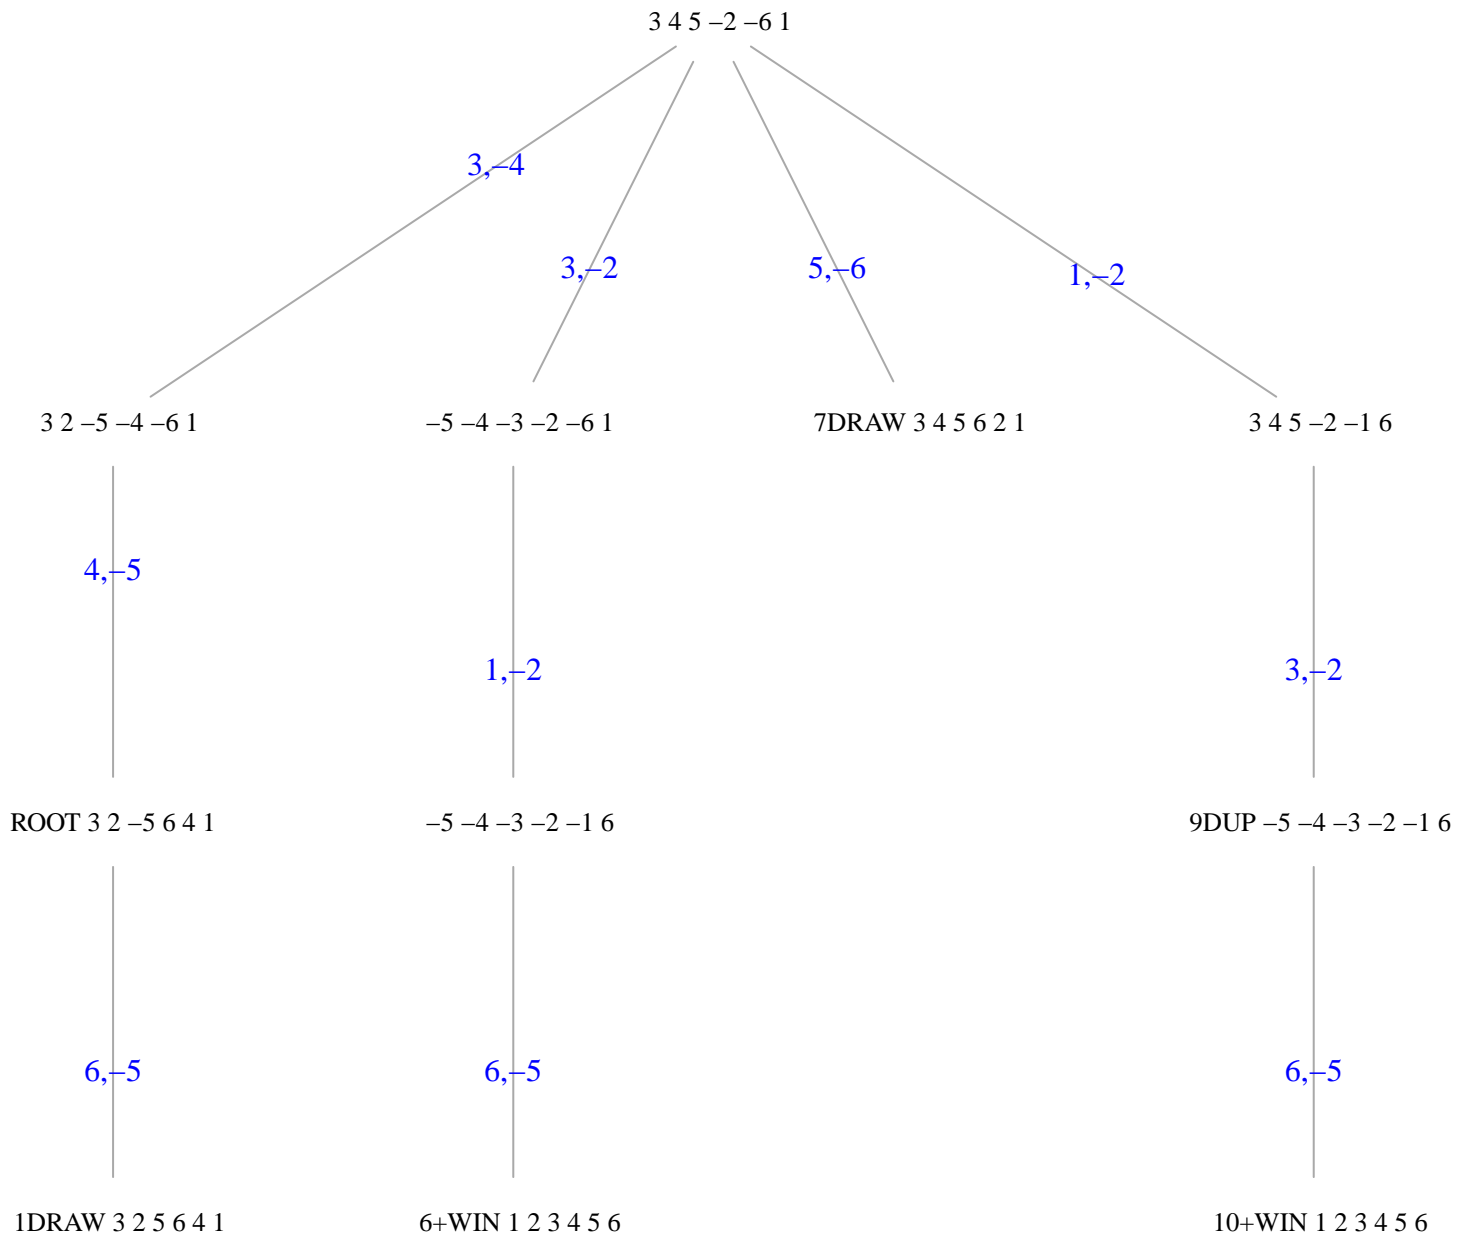 3 4 5 –2 –6 1
3,–4
3,–2
5,–6
1,–2
3 2 –5 –4 –6 1
–5 –4 –3 –2 –6 1
7DRAW 3 4 5 6 2 1
3 4 5 –2 –1 6
4,–5
1,–2
3,–2
ROOT 3 2 –5 6 4 1
–5 –4 –3 –2 –1 6
9DUP –5 –4 –3 –2 –1 6
6,–5
6,–5
6,–5
1DRAW 3 2 5 6 4 1
6+WIN 1 2 3 4 5 6
10+WIN 1 2 3 4 5 6